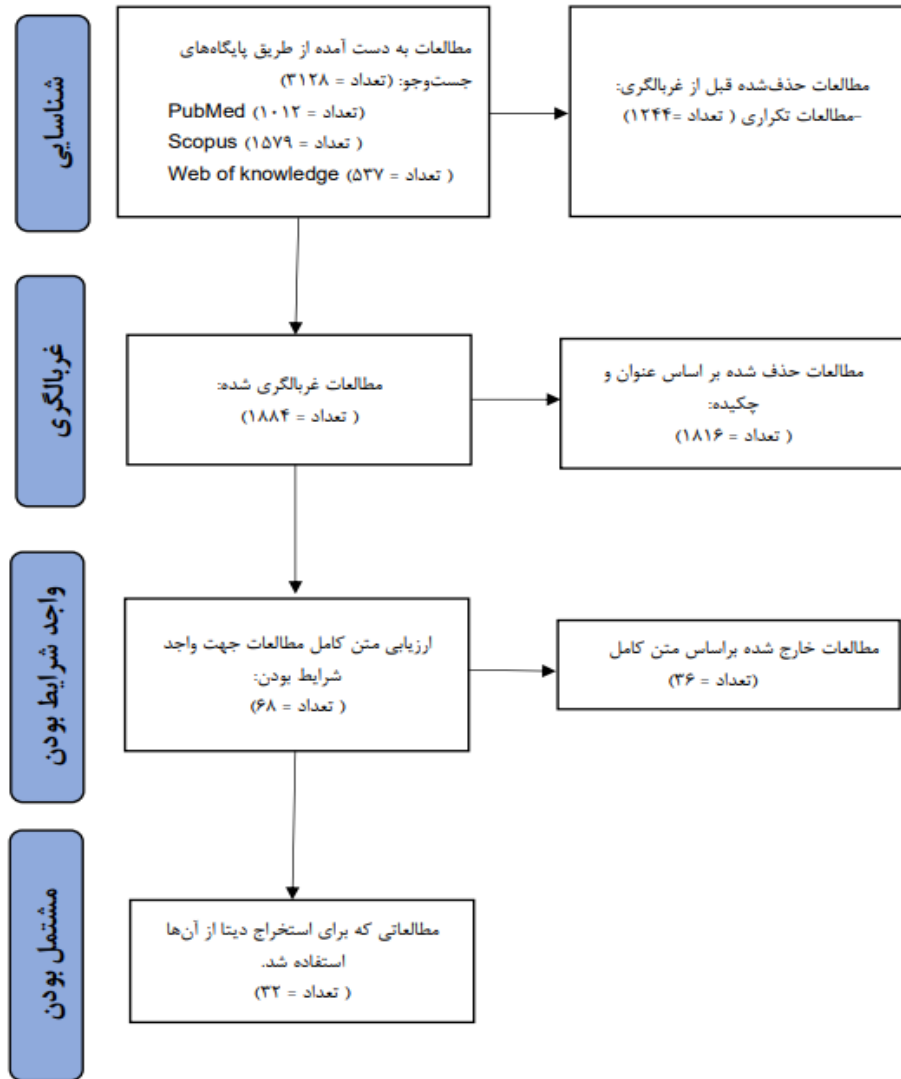 شناسایی
مطالعات به دست آمده از طریق پایگاه‌های
جست‌وجو: (تعداد = ۳۱۲۸)
PubMed (تعداد = ۱۰۱۲)
Scopus (تعداد = ۱۵۷۹ )
Web of knowledge (تعداد = ۵۳۷ )
مطالعات حذف‌شده قبل از غربالگری:
-مطالعات تکراری ( تعداد =۱۲۴۴)
غربالگری
مطالعات غربالگری شده:
( تعداد = ۱۸۸۴)
مطالعات حذف شده بر اساس عنوان و
چکیده:
( تعداد = ۱۸۱۶)
واجد شرایط بودن
ارزیابی متن کامل مطالعات جهت واجد
شرایط بودن:
( تعداد = ۶۸)
مطالعات خارج شده براساس متن کامل
(تعداد = ۳۶)
مشتمل بودن
مطالعاتی که برای استخراج دیتا از آن‌ها
استفاده شد.
( تعداد = ۳۲)